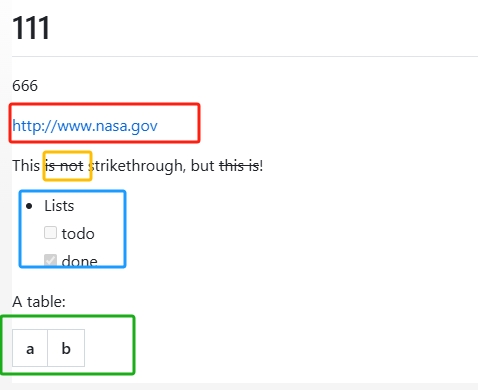 111
666
http://www.nasa.gov
This is not strikethrough, but this is!
Lists
todo
done
A table:
a b